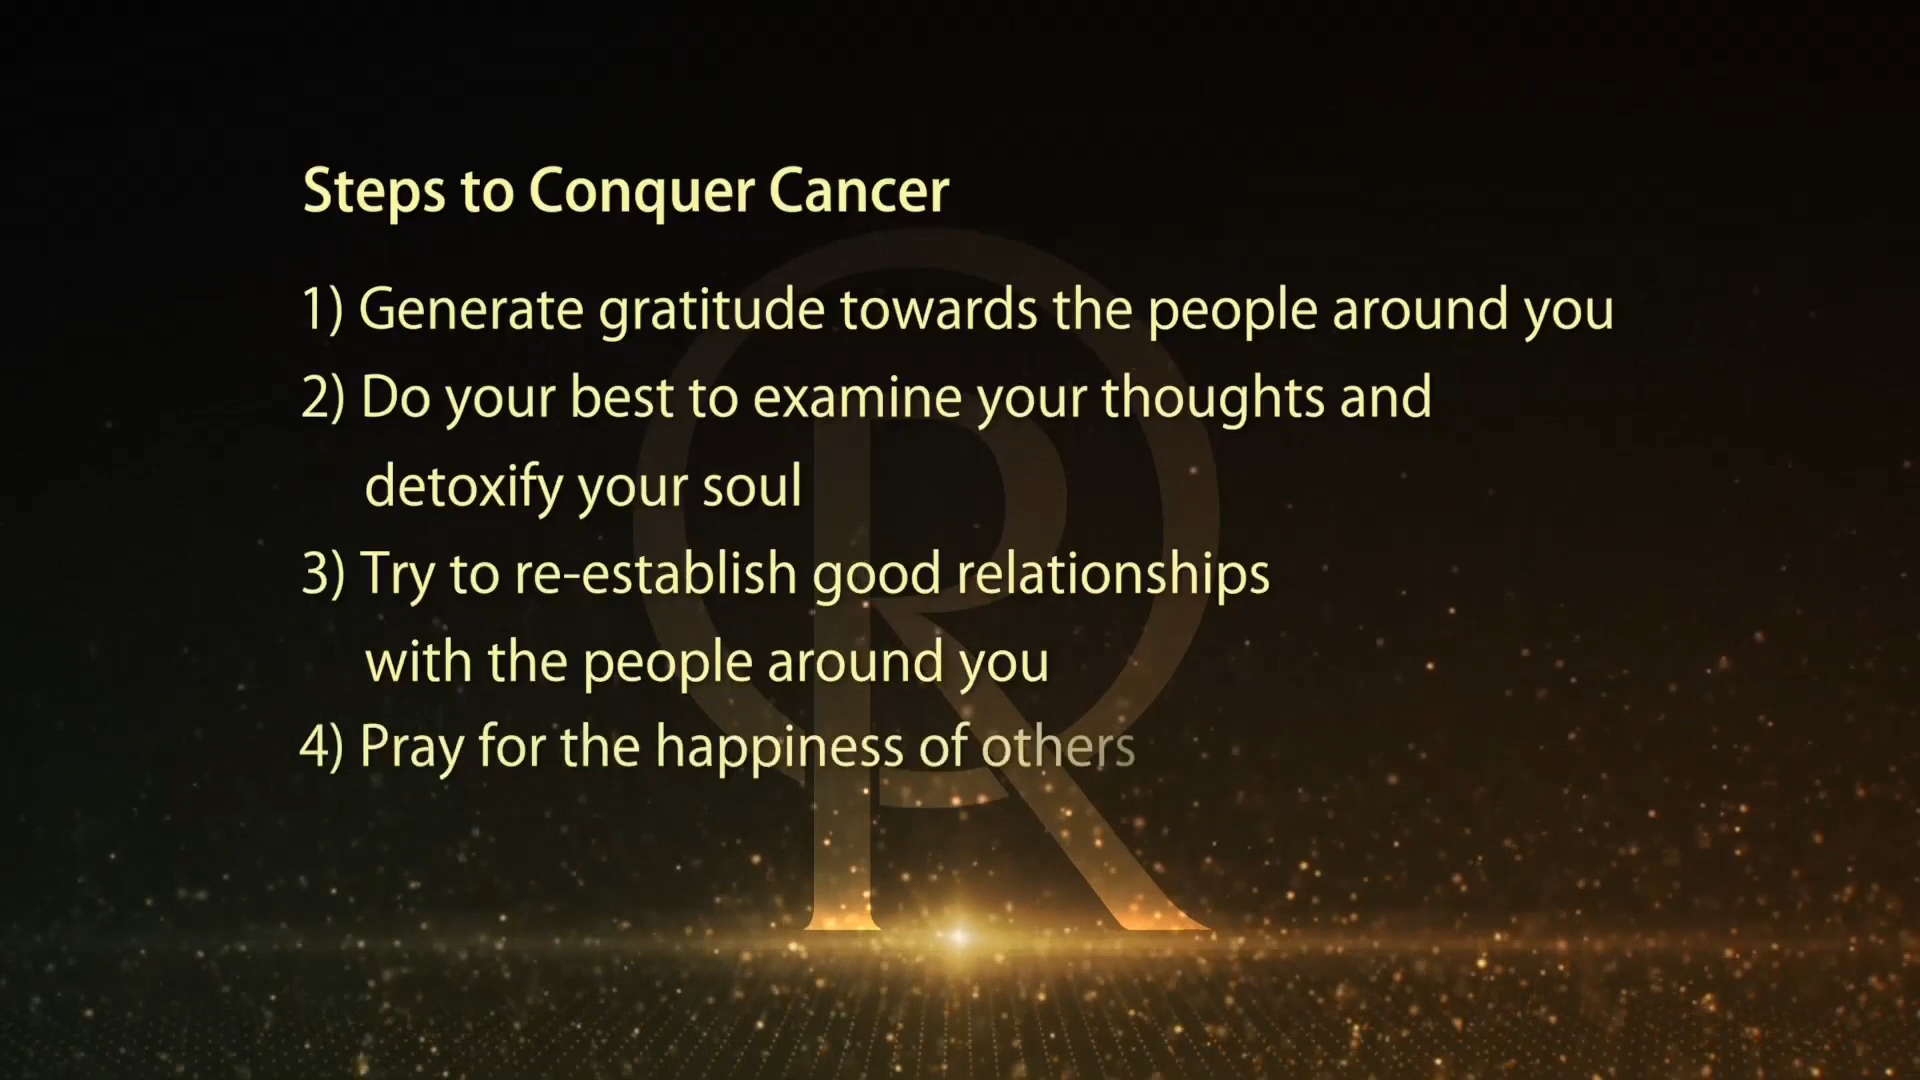 Steps to Conquer Cancer
1) Generate gratitude towards the people around you
2) Do your best to examine your thoughts and
detoxify your soul
3) Try to re-establish good relationships
with the people around you
4) Pray for the happiness of others
R